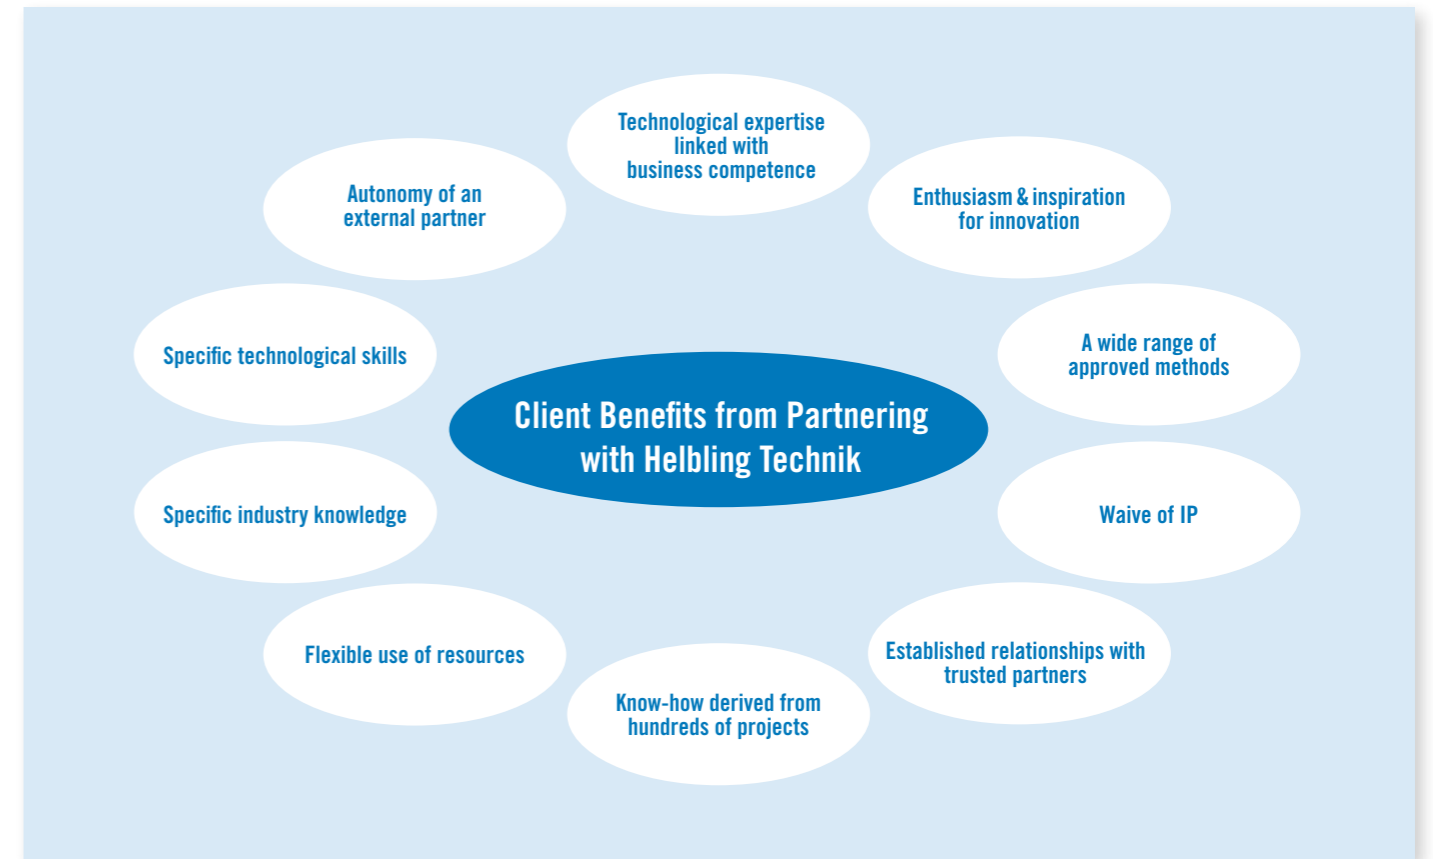 Technological expertise
linked with
business competence
Autonomy of an
external partner
Enthusiasm & inspiration
for innovation
Specific technological skills
A wide range of
approved methods
Client Benefits from Partnering
with Helbling Technik
Specific industry knowledge
Waive of IP
Flexible use of resources
Established relationships with
trusted partners
Know-how derived from
hundreds of projects